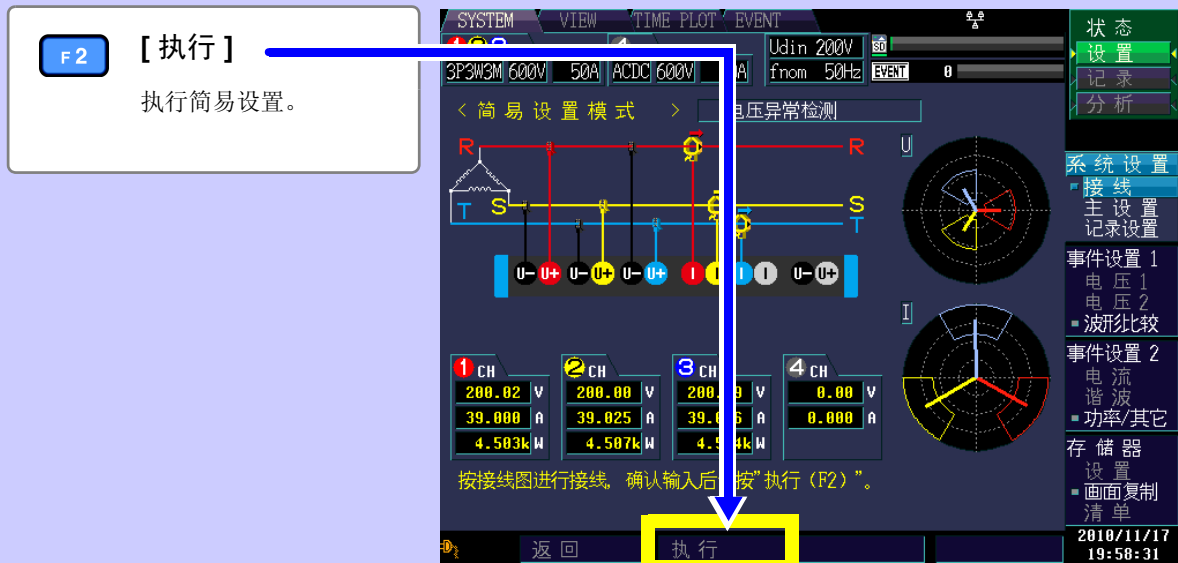 F 2
[ 执行 ]
执行简易设置。
SYSTEM VIEW TIME PLOT EVENT
3P3W3M 600V 50A ACDC 600V
Udin 200V
fnom 50Hz
SD
EVENT 0
<简易设置模式 > 电压异常检测
R R
T S S
T
U- U+ U- U+ U- U+ I I I I U- U+
U
I
1 CH
200.02 V
39.000 A
4.503k W
2 CH
200.00 V
39.025 A
4.507k W
3 CH
V
A
W
4 CH
0.00 V
0.000 A
按接线图进行接线, 确认输入后 按"执行 (F2) "。
返 回
执 行
状 态
设 置
记 录
分 析
系统设置
接 线
主 设 置
记录设置
事件设置 1
电 压 1
电 压 2
波形比较
事件设置 2
电 流
谐 波
功率/其它
存 储 器
设 置
画面复制
清 单
2010/11/17
19:58:31